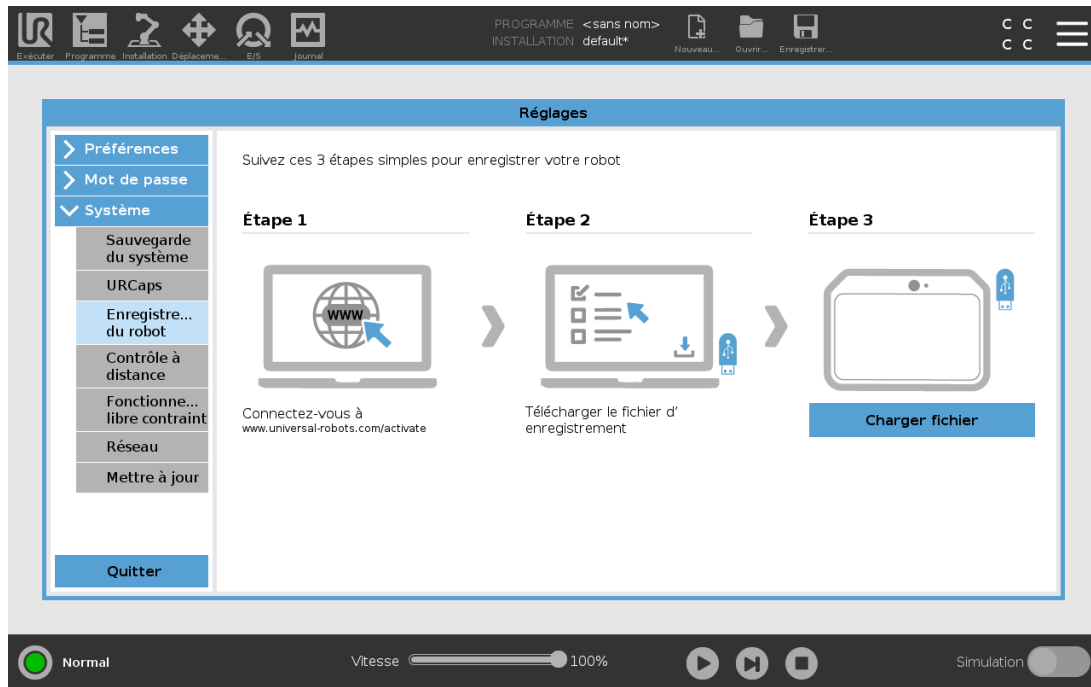 PROGRAMME <sans nom>
INSTALLATION default*
Exécuter Programme Installation Déplaceme... E/S Journal
Nouveau... Ouvrir... Enregistrer...
C C
C C
Réglages
Préférences
Mot de passe
Système
Sauvegarde
du système
URCaps
Enregistre...
du robot
Contrôle à
distance
Fonctionne...
libre contraint
Réseau
Mettre à jour
Quitter
Suivez ces 3 étapes simples pour enregistrer votre robot
Étape 1
WWW
Connectez-vous à
www.universal-robots.com/activate
Étape 2
Télécharger le fichier d’
enregistrement
Étape 3
Charger fichier
Normal
Vitesse 100%
Simulation